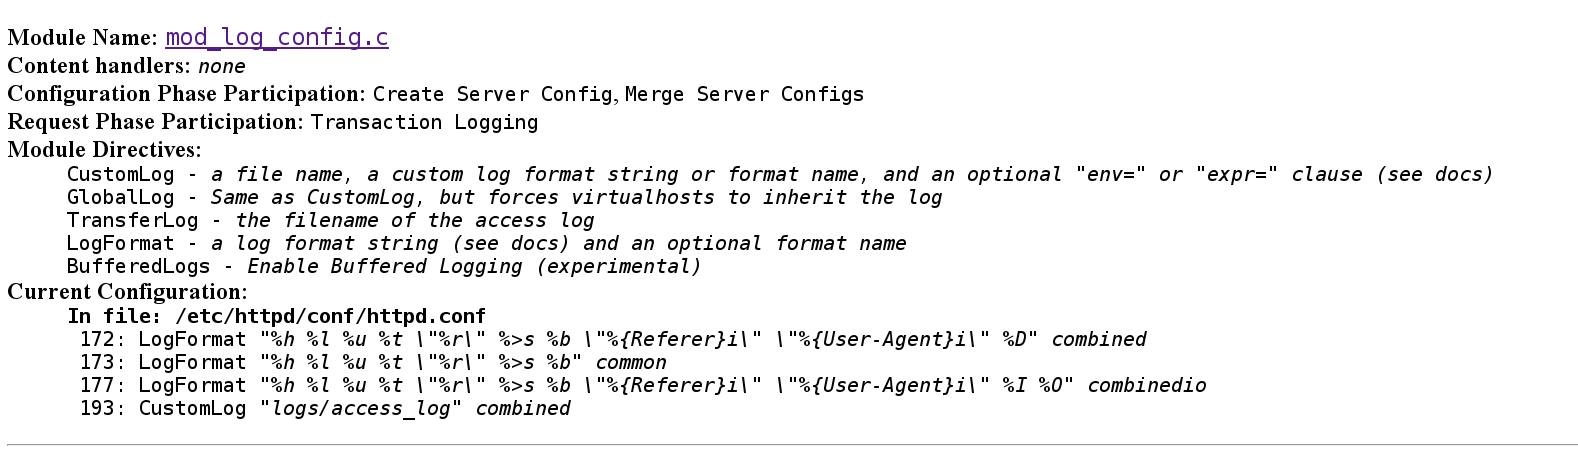 Module Name: mod_log_config.c
Content handlers: none
Configuration Phase Participation: Create Server Config, Merge Server Configs
Request Phase Participation: Transaction Logging
Module Directives:
CustomLog - a file name, a custom log format string or format name, and an optional "env=" or "expr=" clause (see docs)
GlobalLog - Same as CustomLog, but forces virtualhosts to inherit the log
TransferLog - the filename of the access log
LogFormat - a log format string (see docs) and an optional format name
BufferedLogs - Enable Buffered Logging (experimental)
Current Configuration:
In file: /etc/httpd/conf/httpd.conf
172: LogFormat "%h %l %u %t \"%r\" %>s %b \"%{Referer}i\" \"%{User-Agent}i\" %D" combined
173: LogFormat "%h %l %u %t \"%r\" %>s %b" common
177: LogFormat "%h %l %u %t \"%r\" %>s %b \"%{Referer}i\" \"%{User-Agent}i\" %I %O" combinedio
193: CustomLog "logs/access_log" combined